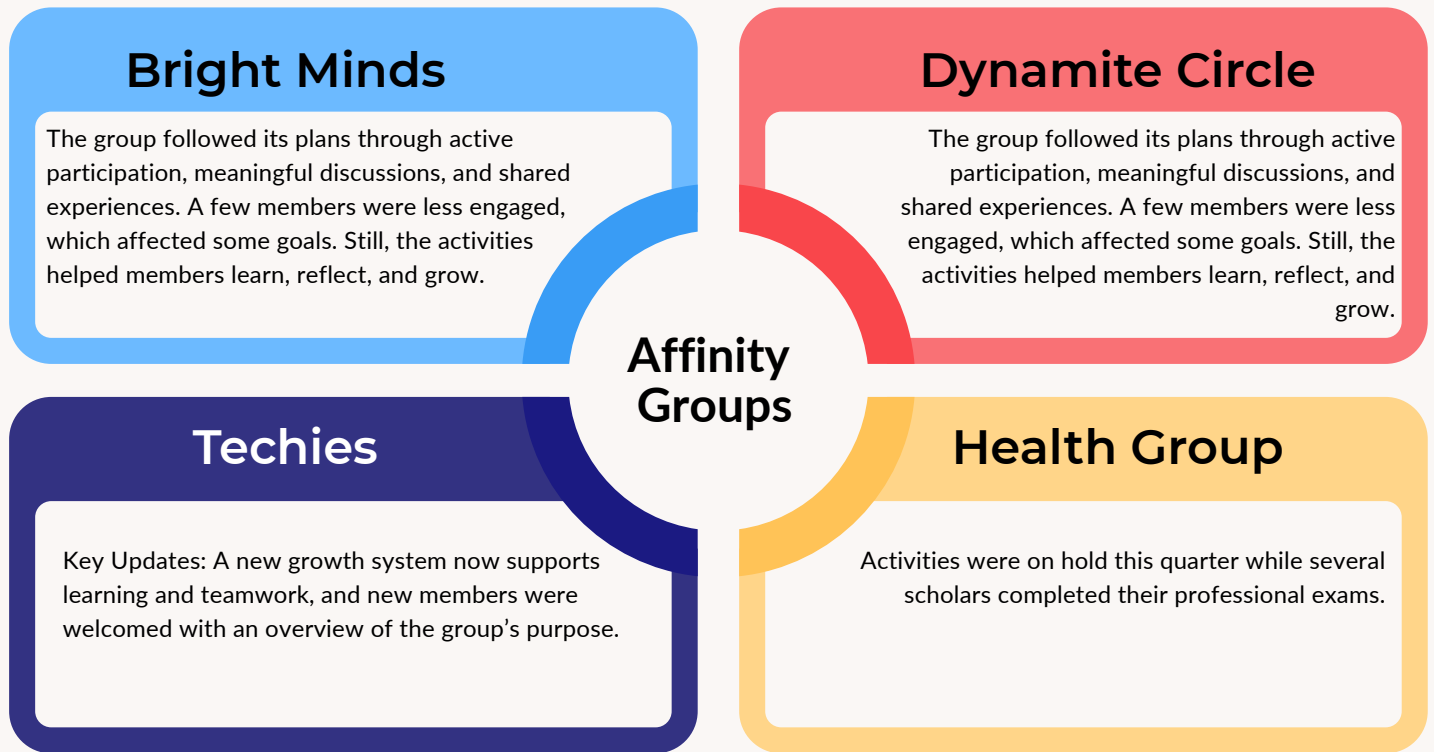 Bright Minds
The group followed its plans through active
participation, meaningful discussions, and shared
experiences. A few members were less engaged,
which affected some goals. Still, the activities
helped members learn, reflect, and grow.
Dynamite Circle
The group followed its plans through active
participation, meaningful discussions, and
shared experiences. A few members were less
engaged, which affected some goals. Still, the
activities helped members learn, reflect, and
grow.
Affinity
Groups
Techies
Key Updates: A new growth system now supports
learning and teamwork, and new members were
welcomed with an overview of the group’s purpose.
Health Group
Activities were on hold this quarter while several
scholars completed their professional exams.